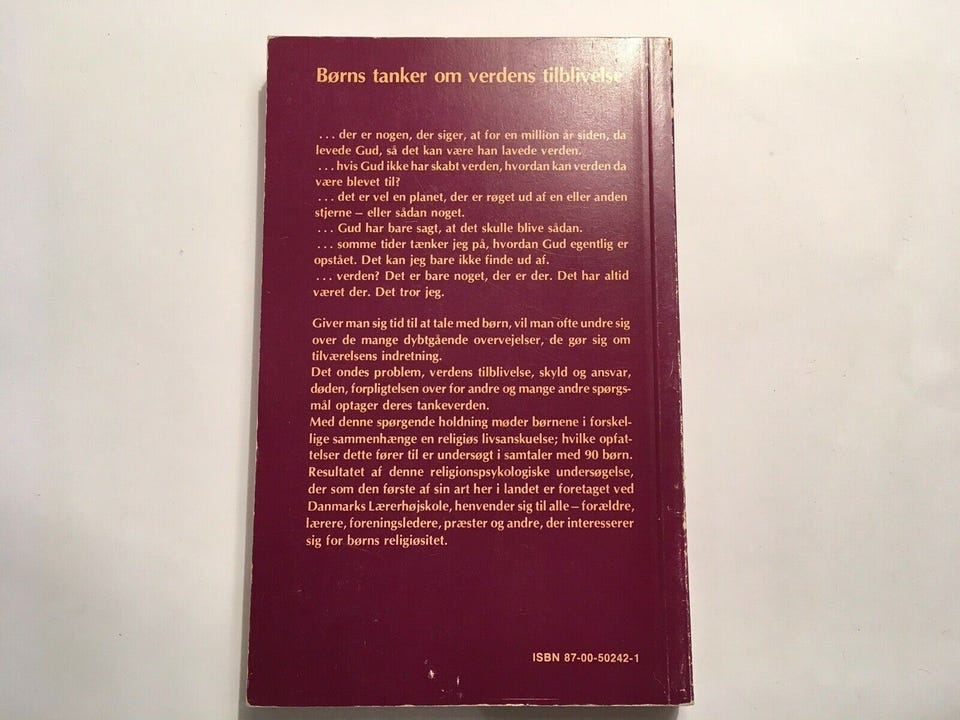 Børns tanker om verdens tilblivelse
... der er nogen, der siger, at for en million år siden, da
levede Gud, så det kan være han lavede verden.
... hvis Gud ikke har skabt verden, hvordan kan verden da
være blevet til?
... det er vel en planet, der er røget ud af en eller anden
stjerne – eller sådan noget.
... Gud har bare sagt, at det skulle blive sådan.
... somme tider tænker jeg på, hvordan Gud egentlig er
opstået. Det kan jeg bare ikke finde ud af.
... verden? Det er bare noget, der er der. Det har altid
været der. Det tror jeg.
Giver man sig tid til at tale med børn, vil man ofte undre sig
over de mange dybtgående overvejelser, de gør sig om
tilværelsens indretning.
Det ondes problem, verdens tilblivelse, skyld og ansvar,
døden, forpligtelsen over for andre og mange andre spørgs-
mål optager deres tankeverden.
Med denne spørgende holdning møder børnene i forskel-
lige sammenhænge en religiøs livsanskuelse; hvilke opfat-
telser dette fører til er undersøgt i samtaler med 90 børn.
Resultatet af denne religionspsykologiske undersøgelse,
der som den første af sin art her i landet er foretaget ved
Danmarks Lærerhøjskole, henvender sig til alle – forældre,
lærere, foreningsledere, præster og andre, der interesserer
sig for børns religiøsitet.
ISBN 87-00-50242-1